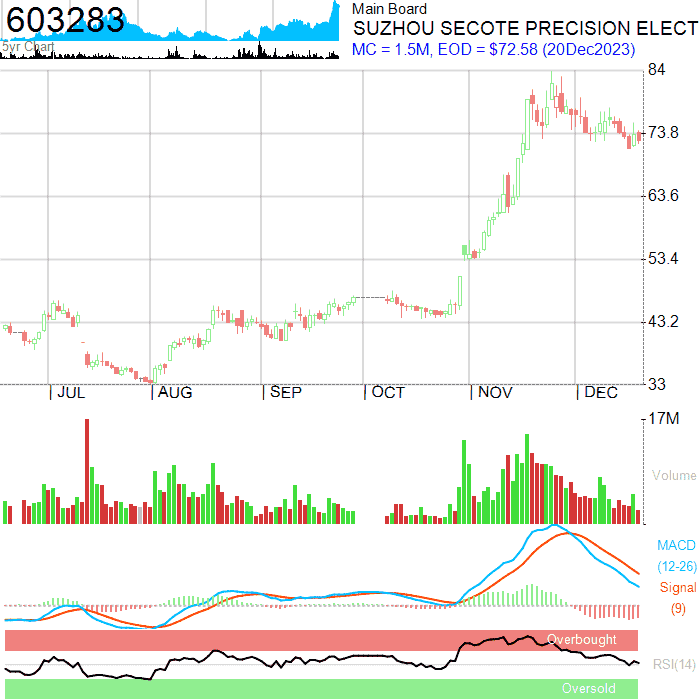 603283
5yr Chart
Main Board
SUZHOU SECOTE PRECISION ELECT
MC = 1.5M, EOD = $72.58 (20Dec2023)
84
73.8
63.6
53.4
43.2
33
JUL AUG SEP OCT NOV DEC
17M
Volume
MACD
(12-26)
Signal
(9)
Overbought
RSI(14)
Oversold